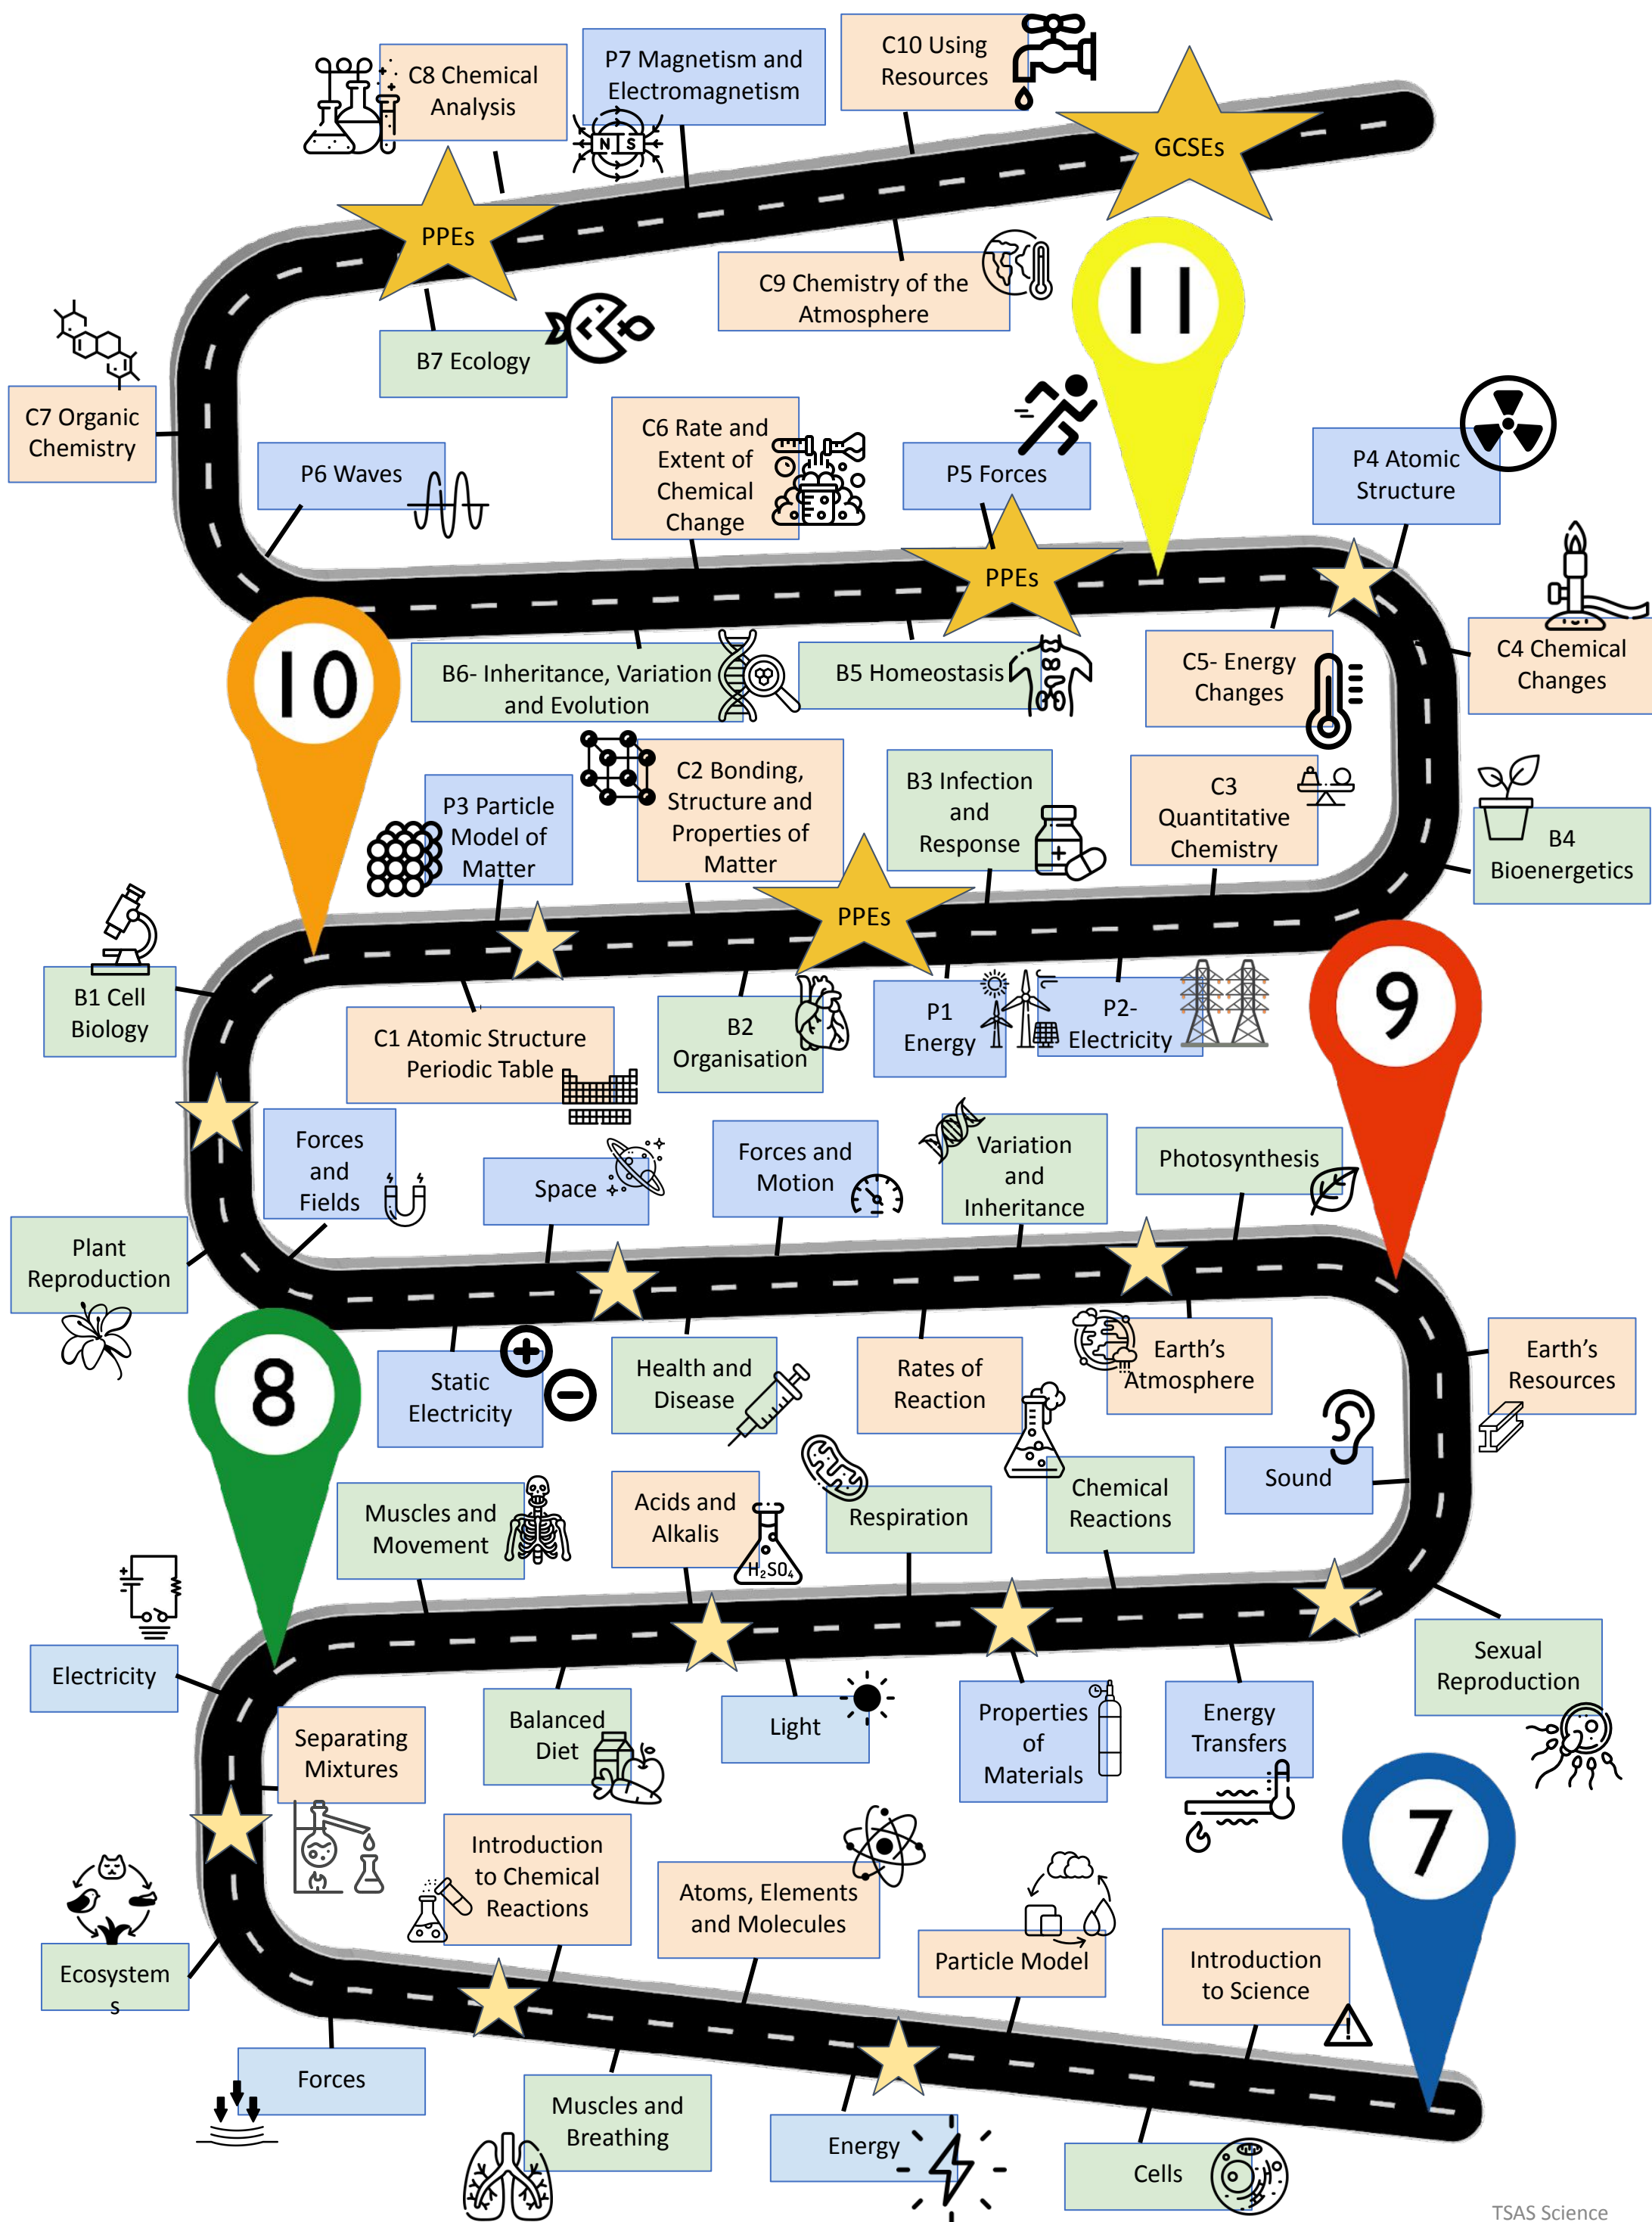 C10 Using
Resources
P7 Magnetism and
Electromagnetism
C8 Chemical
Analysis
N S
GCSEs
PPEs
C9 Chemistry of the
Atmosphere
11
B7 Ecology
C7 Organic
Chemistry
P6 Waves
C6 Rate and
Extent of
Chemical
Change
P5 Forces
P4 Atomic
Structure
PPEs
10
B6- Inheritance, Variation
and Evolution
B5 Homeostasis
C5- Energy
Changes
C4 Chemical
Changes
P3 Particle
Model of
Matter
C2 Bonding,
Structure and
Properties of
Matter
B3 Infection
and
Response
C3
Quantitative
Chemistry
B4
Bioenergetics
PPEs
B1 Cell
Biology
C1 Atomic Structure
Periodic Table
B2
Organisation
P1
Energy
P2-
Electricity
9
Forces
and
Fields
Space
Forces and
Motion
Variation
and
Inheritance
Photosynthesis
Plant
Reproduction
8
Static
Electricity
Health and
Disease
Rates of
Reaction
Earth's
Atmosphere
Earth's
Resources
Sound
Muscles and
Movement
Acids and
Alkalis
H₂SO₄
Respiration
Chemical
Reactions
Electricity
Separating
Mixtures
Balanced
Diet
Light
Properties
of
Materials
Energy
Transfers
Sexual
Reproduction
7
Introduction
to Chemical
Reactions
Atoms, Elements
and Molecules
Particle Model
Introduction
to Science
Ecosystem
s
Forces
Muscles and
Breathing
Energy
Cells
TSAS Science